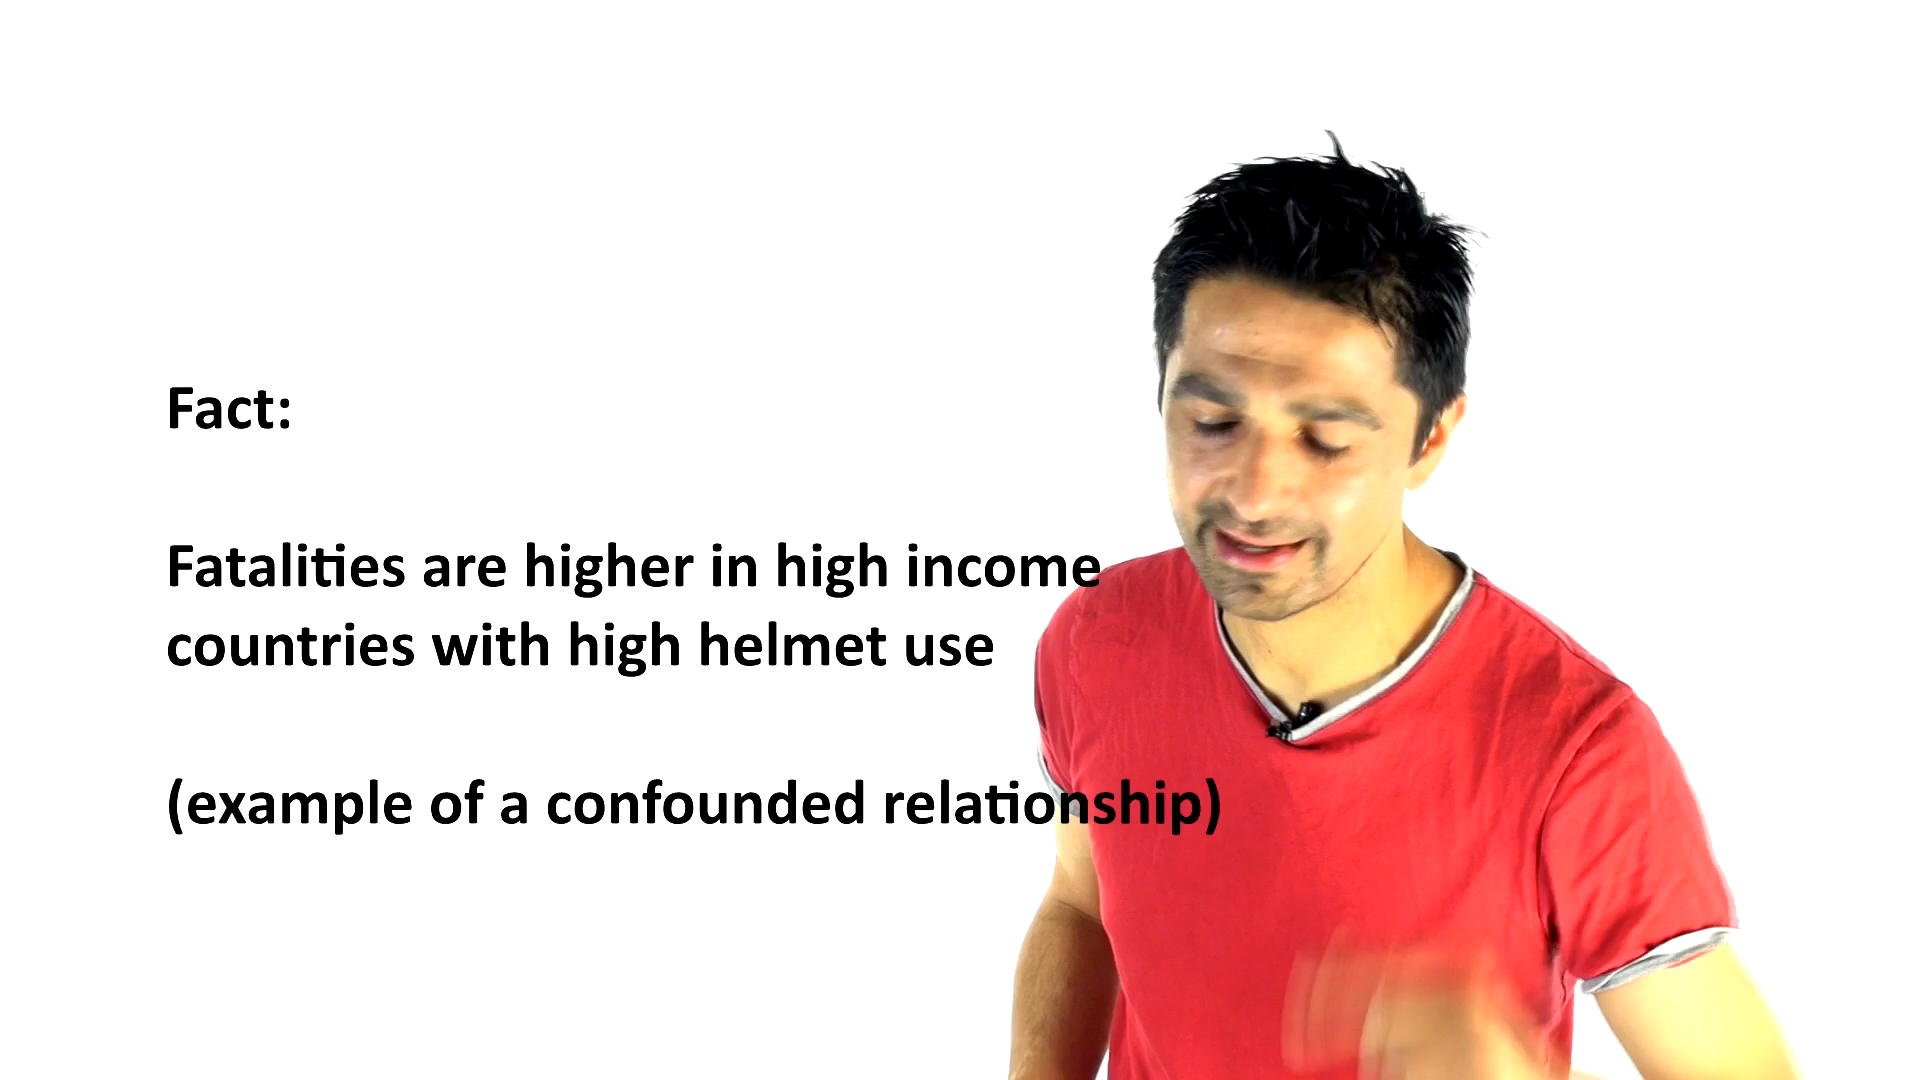 Fact:
Fatalities are higher in high income
countries with high helmet use
(example of a confounded relationship)